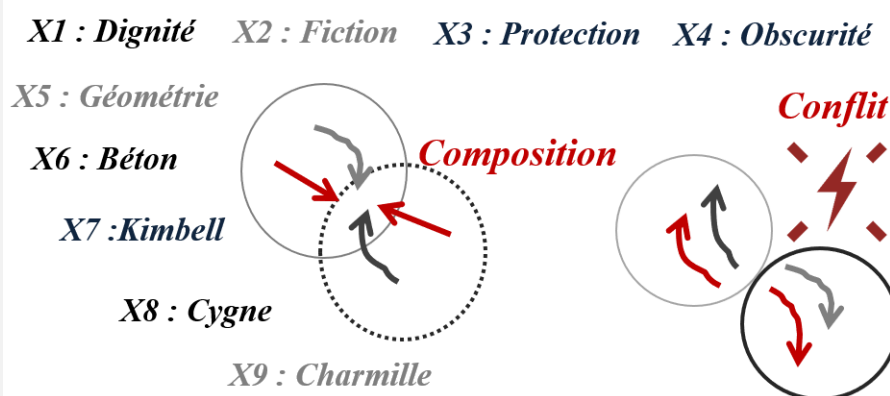 X1 : Dignité X2 : Fiction X3 : Protection X4 : Obscurité
X5 : Géométrie
Conflit
X6 : Béton
Composition
X7 :Kimbell
X8 : Cygne
X9 : Charmille